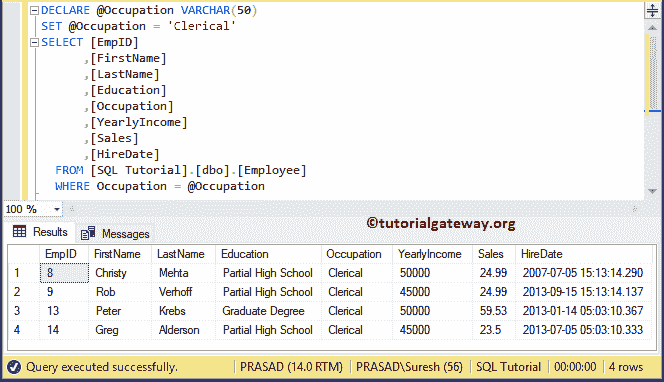 DECLARE @Occupation VARCHAR(50)
SET @Occupation = 'Clerical'
SELECT [EmpID]
,[FirstName]
,[LastName]
,[Education]
,[Occupation]
,[YearlyIncome]
,[Sales]
,[HireDate]
FROM [SQL Tutorial].[dbo].[Employee]
WHERE Occupation = @Occupation
100 %
©tutorialgateway.org
Results Messages
EmpID FirstName LastName Education Occupation YearlyIncome Sales HireDate
1 8 Christy Mehta Partial High School Clerical 50000 24.99 2007-07-05 15:13:14.290
2 9 Rob Verhoff Partial High School Clerical 45000 24.99 2013-09-15 15:13:14.137
3 13 Peter Krebs Graduate Degree Clerical 50000 59.53 2013-01-14 05:03:10.367
4 14 Greg Alderson Partial High School Clerical 45000 23.5 2013-07-05 05:03:10.333
Query executed successfully. PRASAD (14.0 RTM) PRASAD\Suresh (56) SQL Tutorial 00:00:00 4 rows